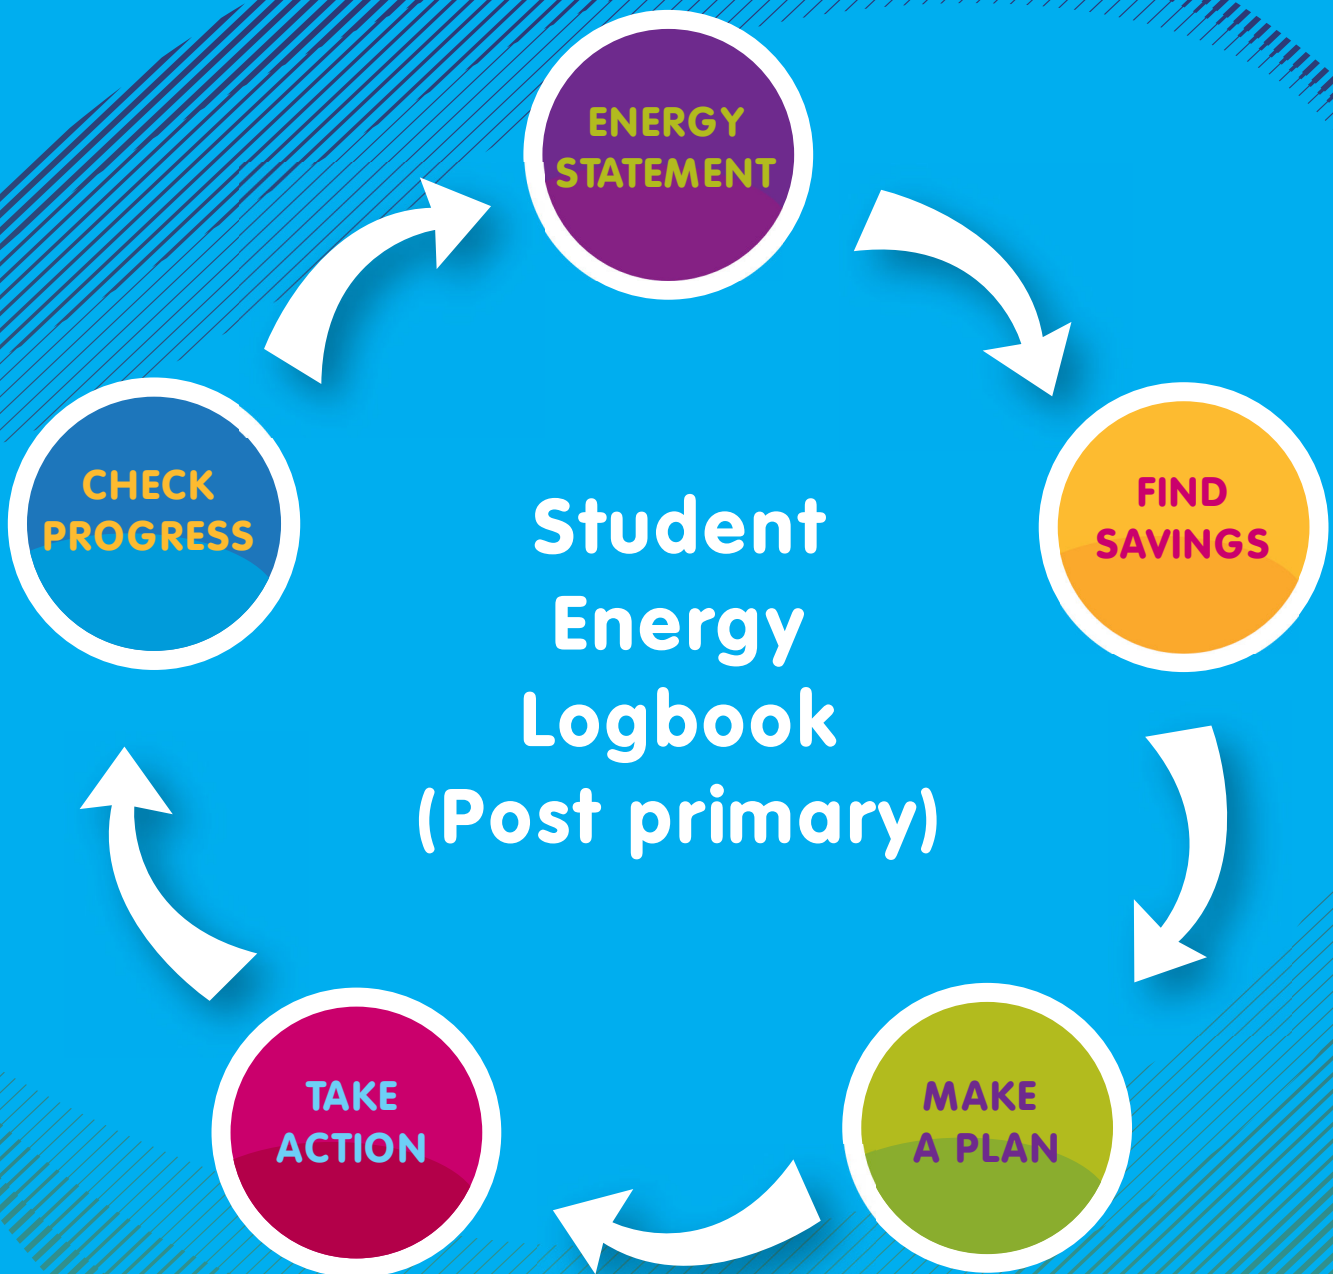 ENERGY
STATEMENT
FIND
SAVINGS
MAKE
A PLAN
TAKE
ACTION
CHECK
PROGRESS
Student
Energy
Logbook
(Post primary)